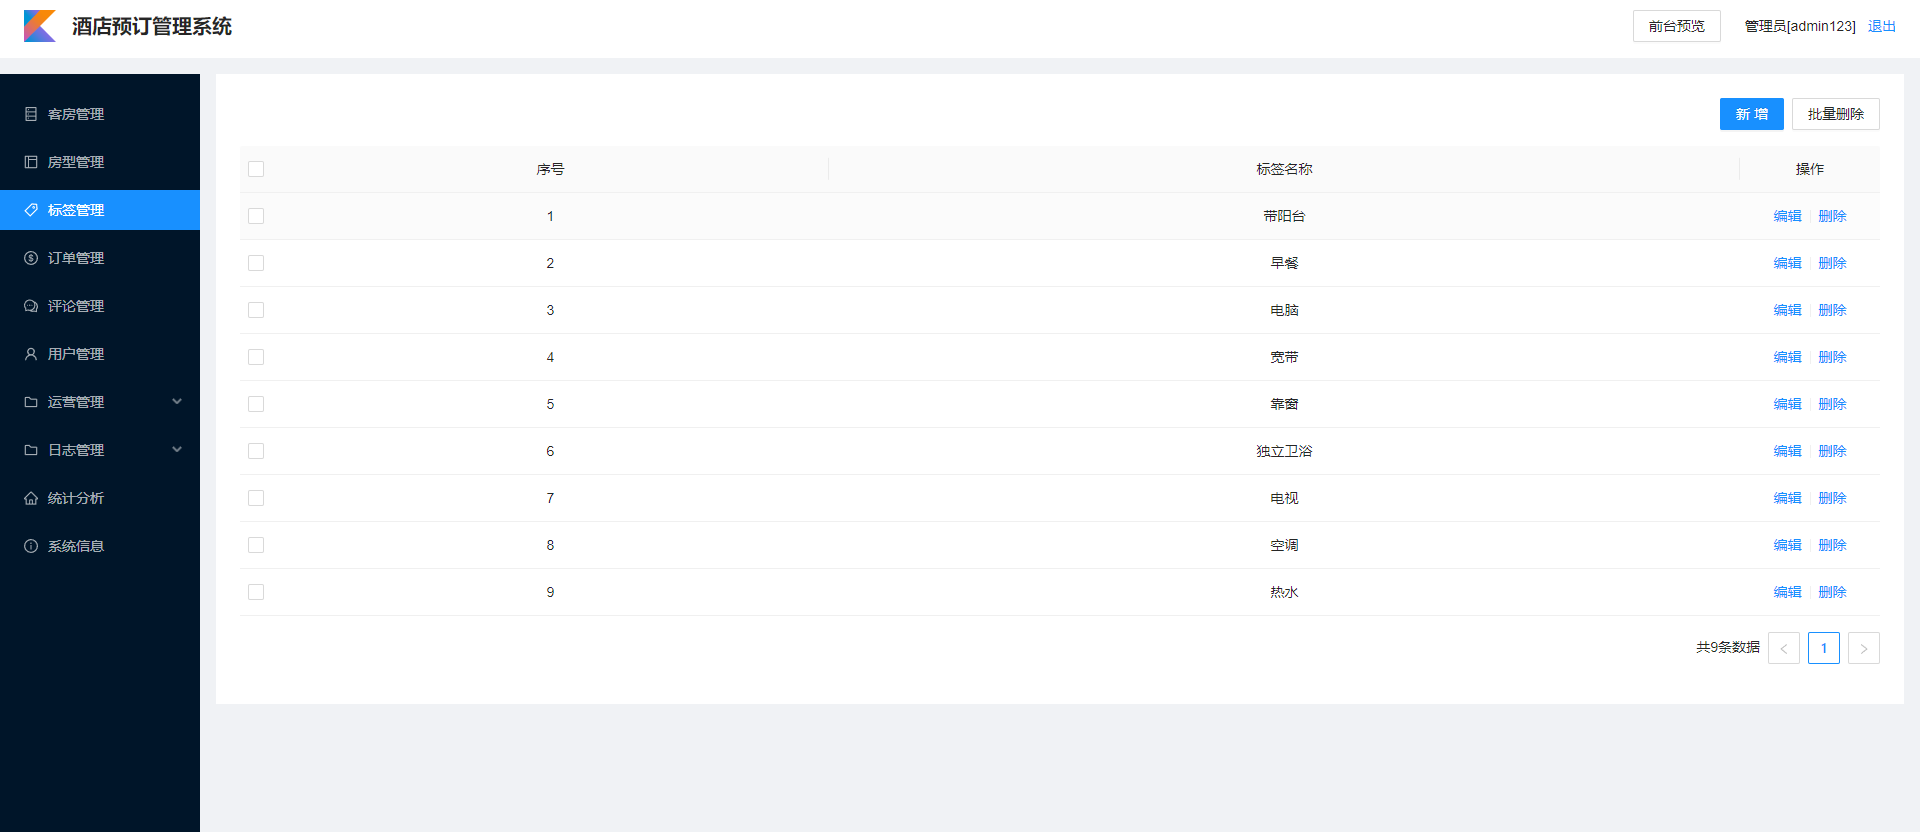 酒店预订管理系统
前台预览 管理员[admin123] 退出
客房管理
房型管理
标签管理
订单管理
评论管理
用户管理
运营管理
日志管理
统计分析
系统信息
新 增 批量删除
序号 标签名称 操作
1 带阳台 编辑 删除
2 早餐 编辑 删除
3 电脑 编辑 删除
4 宽带 编辑 删除
5 靠窗 编辑 删除
6 独立卫浴 编辑 删除
7 电视 编辑 删除
8 空调 编辑 删除
9 热水 编辑 删除
共9条数据 < 1 >